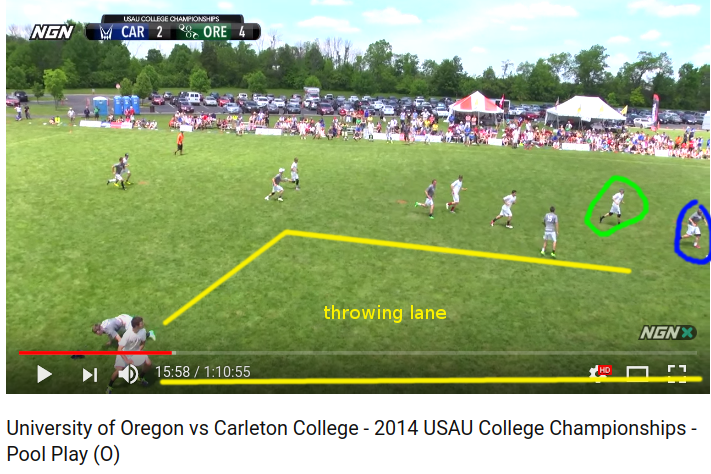 NGN
USAU COLLEGE CHAMPIONSHIPS
CAR 2 ORE 4
throwing lane
NGN X
15:58 / 1:10:55
HD
University of Oregon vs Carleton College - 2014 USAU College Championships -
Pool Play (O)